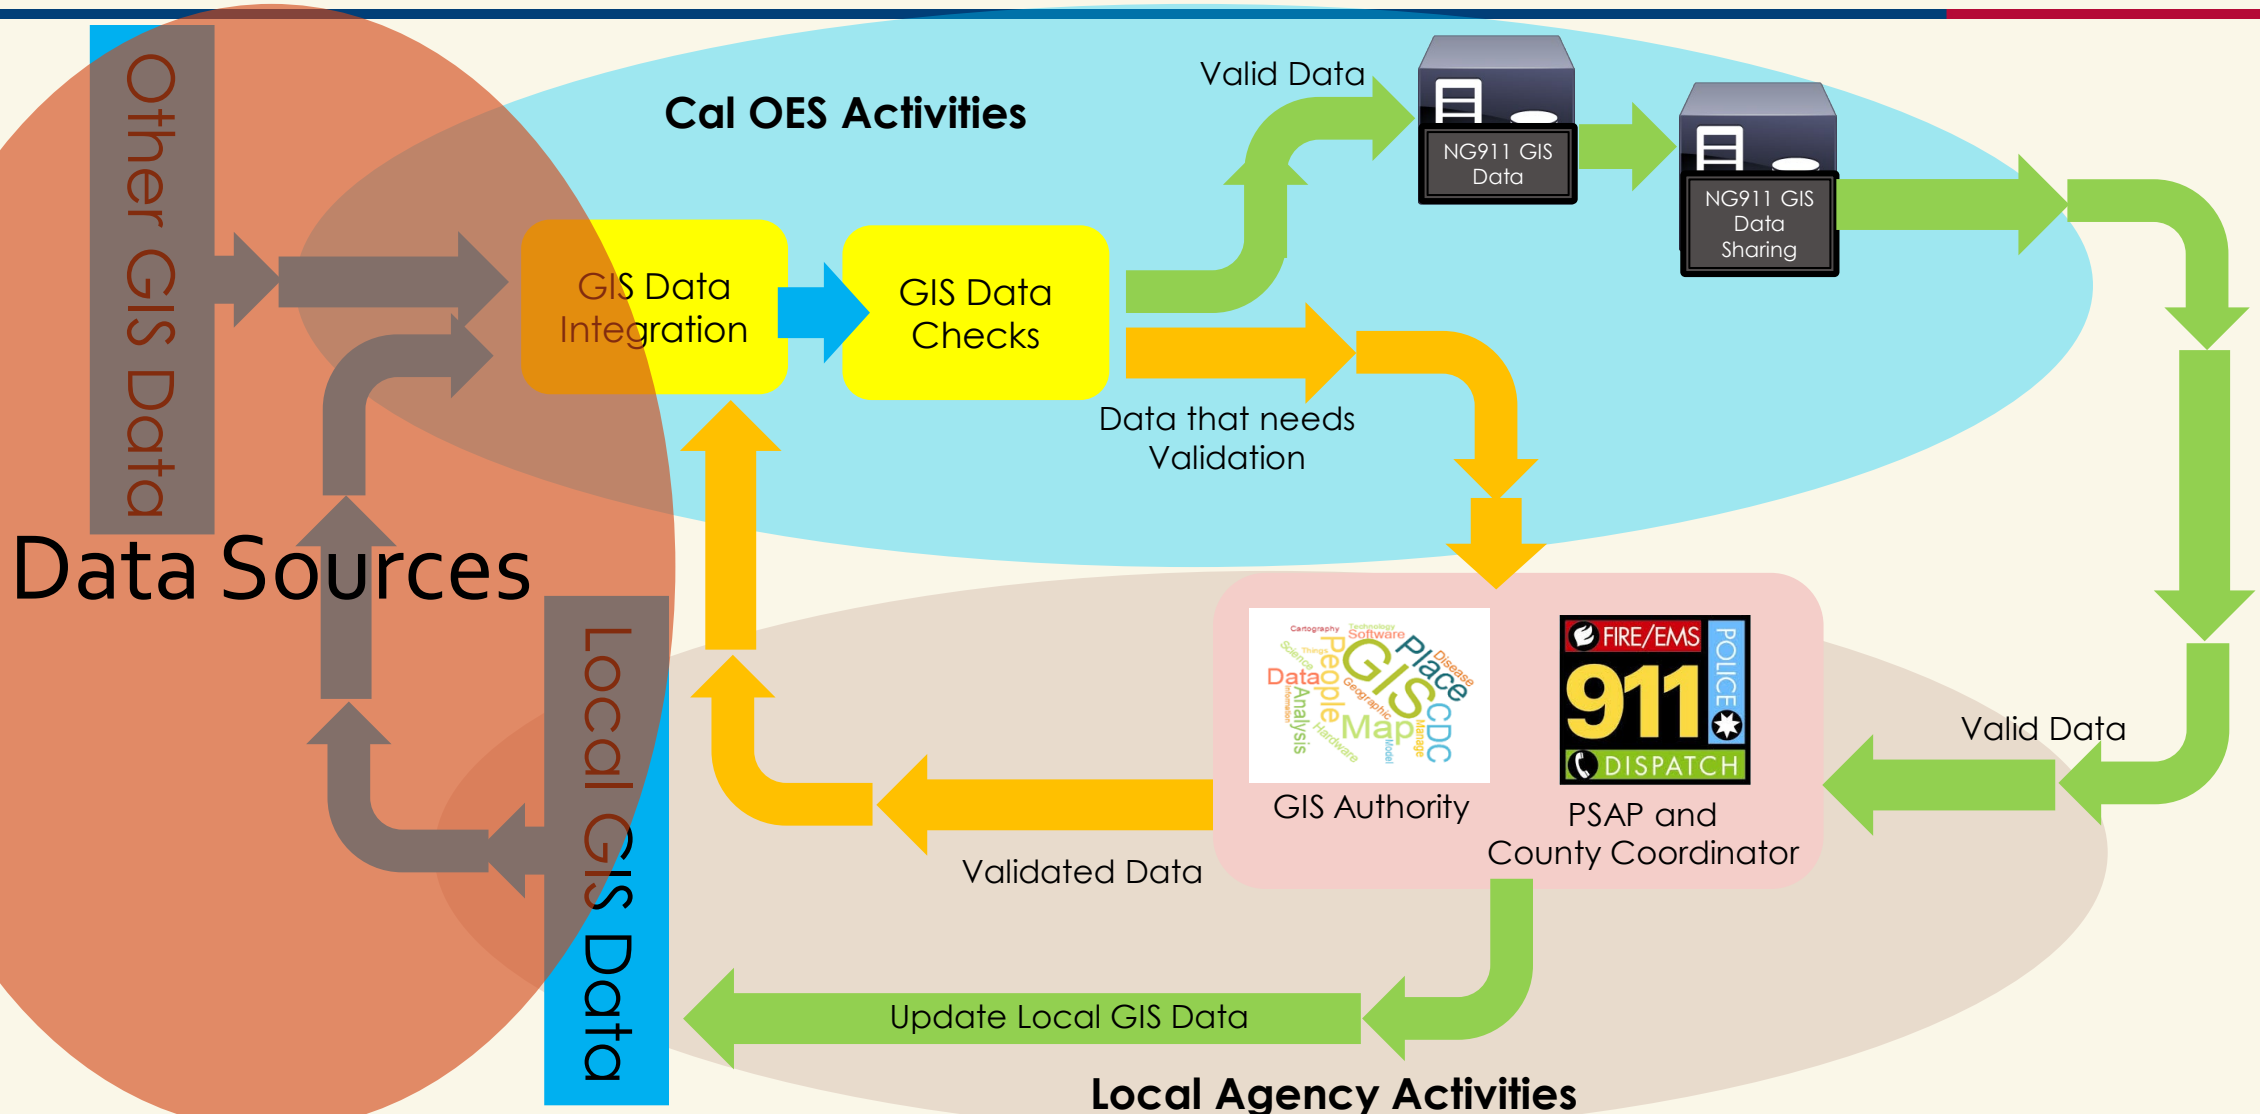 Other GIS Data
Data Sources
Local GIS Data
Cal OES Activities
GIS Data
Integration
GIS Data
Checks
Valid Data
NG911 GIS
Data
NG911 GIS
Data
Sharing
Data that needs
Validation
Cartography
Technology
Software
Science
Things
People
GIS
Place
Disease
Data
Information
Analysis
Geographic
Map
Hardware
Model
Manage
CDC
GIS Authority
FIRE/EMS
POLICE
911
DISPATCH
PSAP and
County Coordinator
Valid Data
Validated Data
Update Local GIS Data
Local Agency Activities